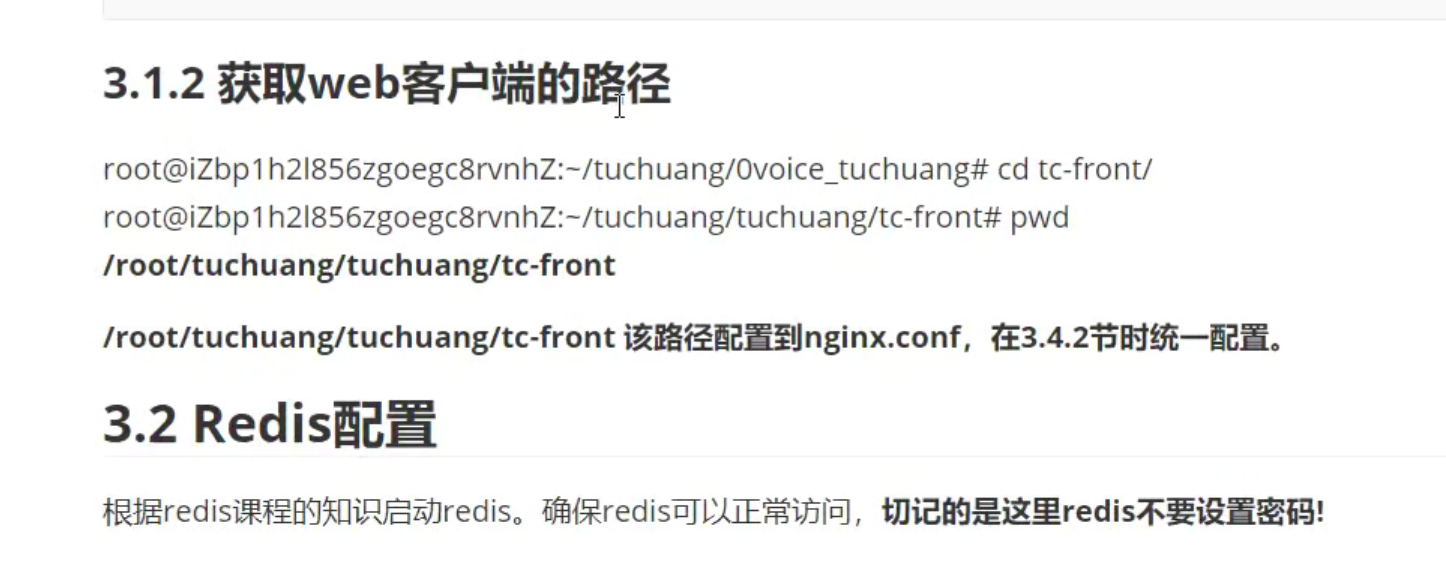 3.1.2 获取web客户端的路径
root@iZbp1h2l856zgoegc8rvnhZ:~/tuchuang/0voice_tuchuang# cd tc-front/
root@iZbp1h2l856zgoegc8rvnhZ:~/tuchuang/tuchuang/tc-front# pwd
/root/tuchuang/tuchuang/tc-front
/root/tuchuang/tuchuang/tc-front 该路径配置到nginx.conf，在3.4.2节时统一配置。
3.2 Redis配置
根据redis课程的知识启动redis。确保redis可以正常访问，切记的是这里redis不要设置密码!